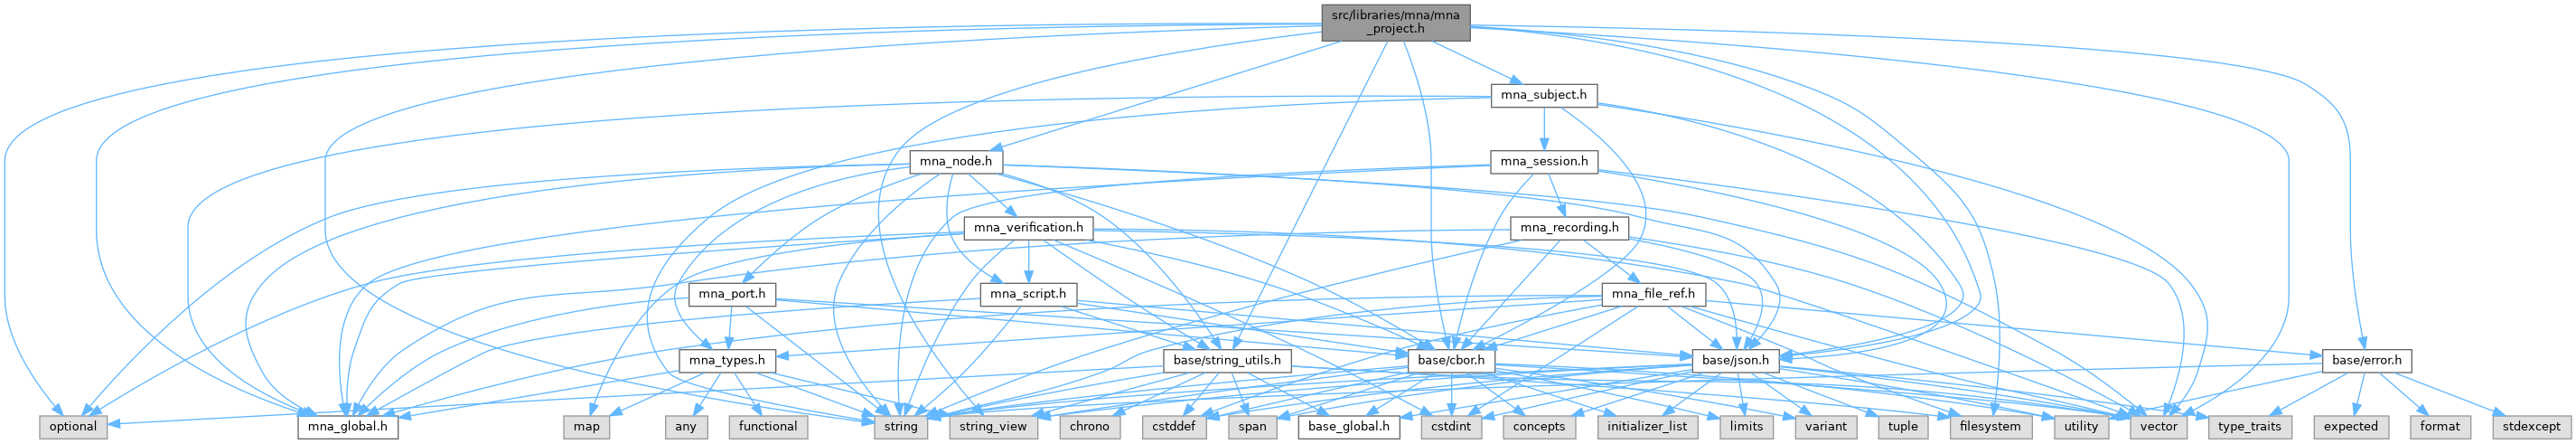 src/libraries/mna/mna
_project.h
mna_subject.h
mna_node.h
mna_session.h
mna_verification.h
mna_recording.h
mna_port.h
mna_script.h
mna_file_ref.h
mna_types.h
base/string_utils.h
base/cbor.h
base/json.h
base/error.h
optional
mna_global.h
map
any
functional
string
string_view
chrono
cstddef
span
base_global.h
cstdint
concepts
initializer_list
limits
variant
tuple
filesystem
utility
vector
type_traits
expected
format
stdexcept